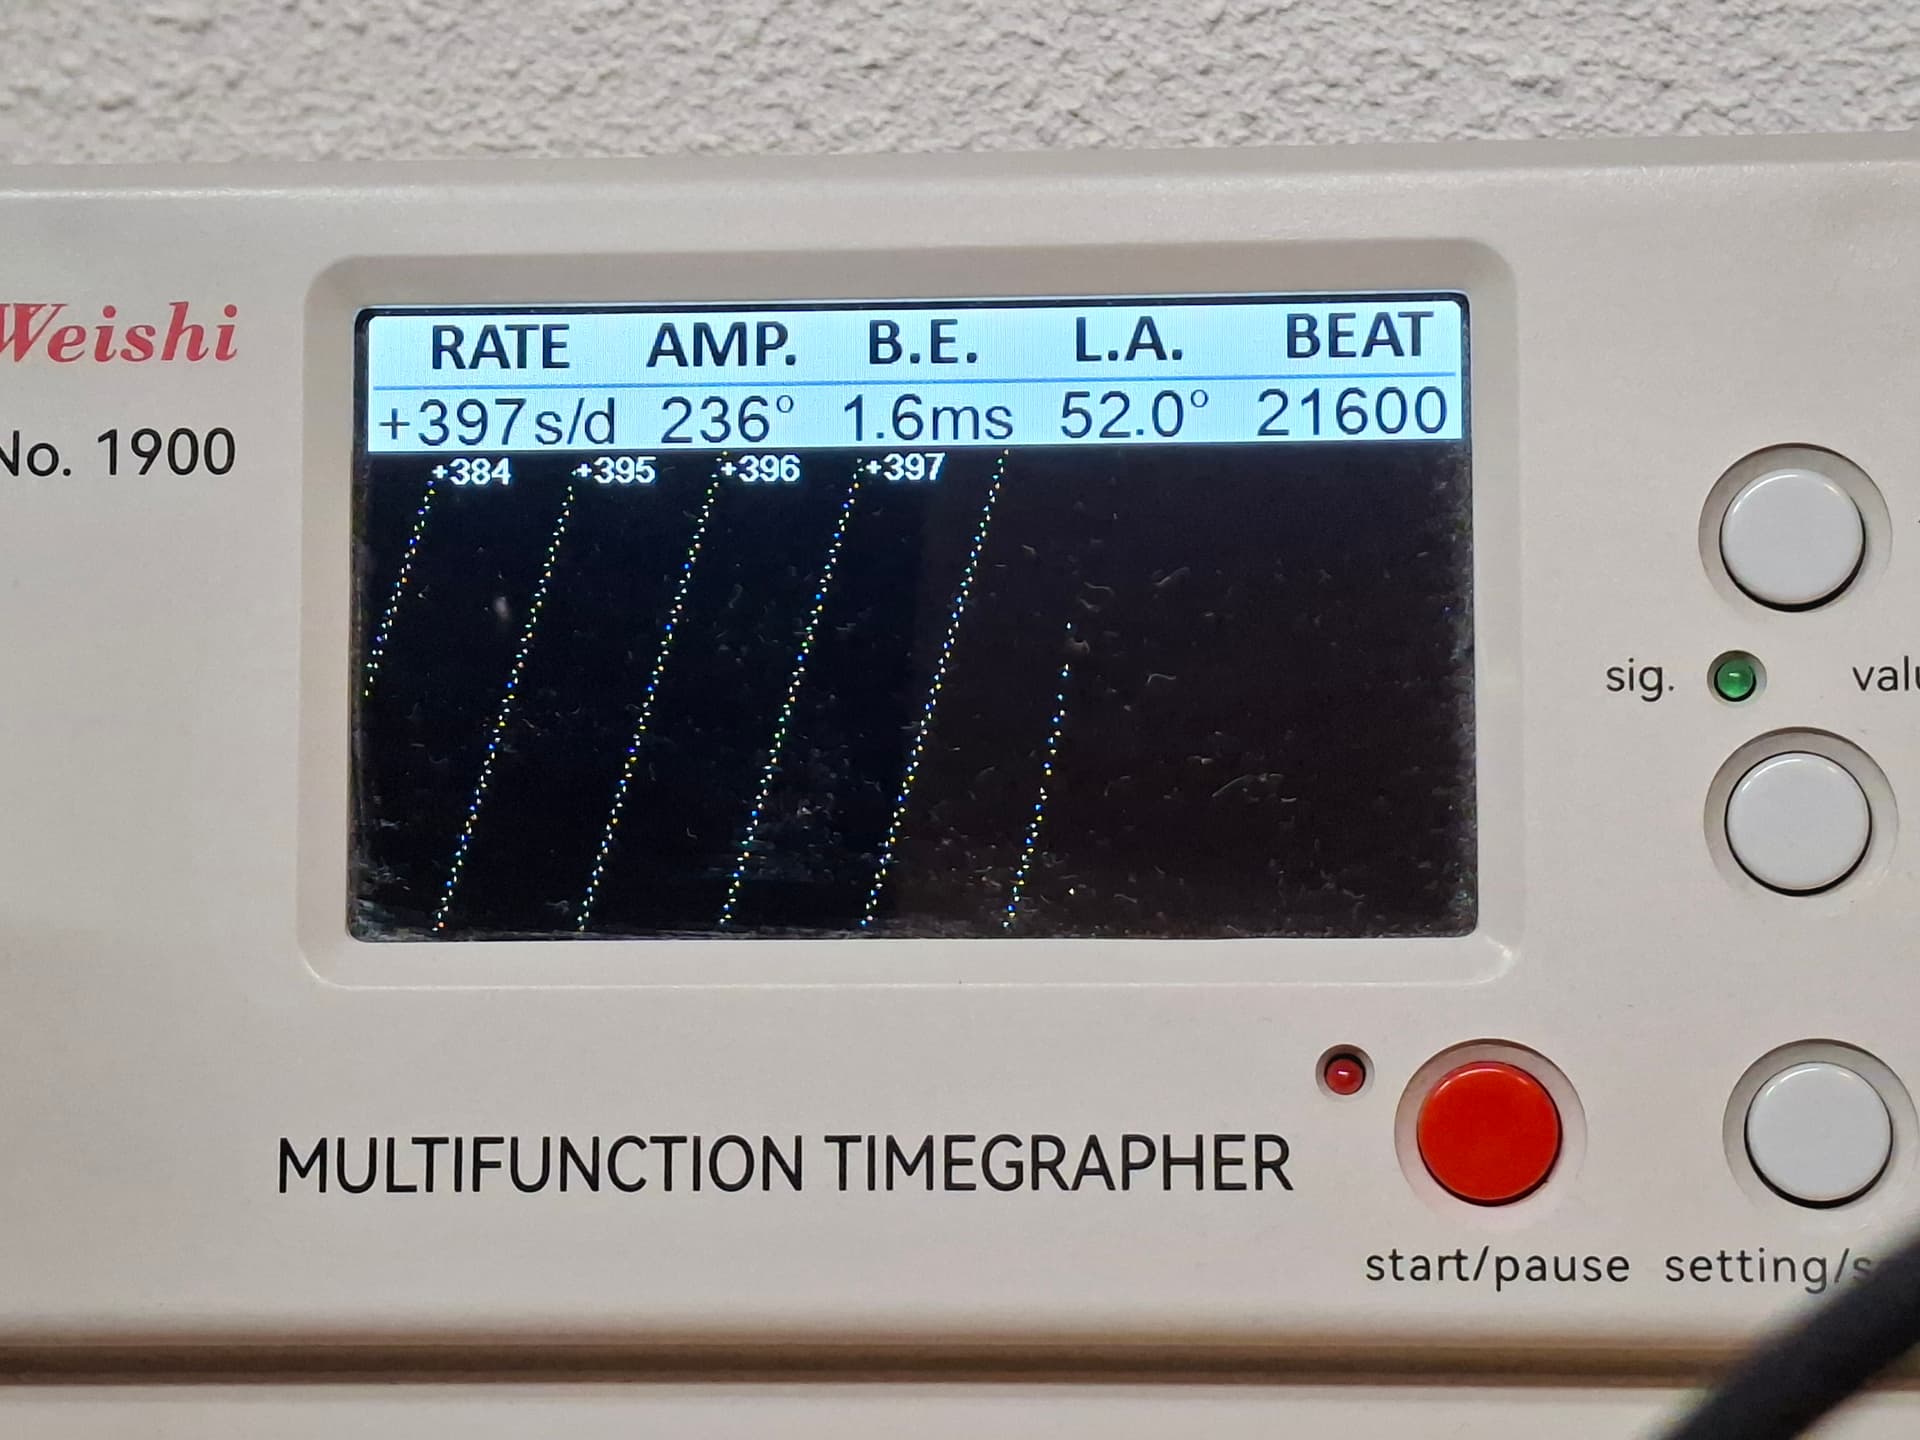 Weishi
No. 1900
RATE AMP. B.E. L.A. BEAT
+397s/d 236° 1.6ms 52.0° 21600
+384 +395 +396 +397
sig.
MULTIFUNCTION TIMEGRAPHER
start/pause setting/